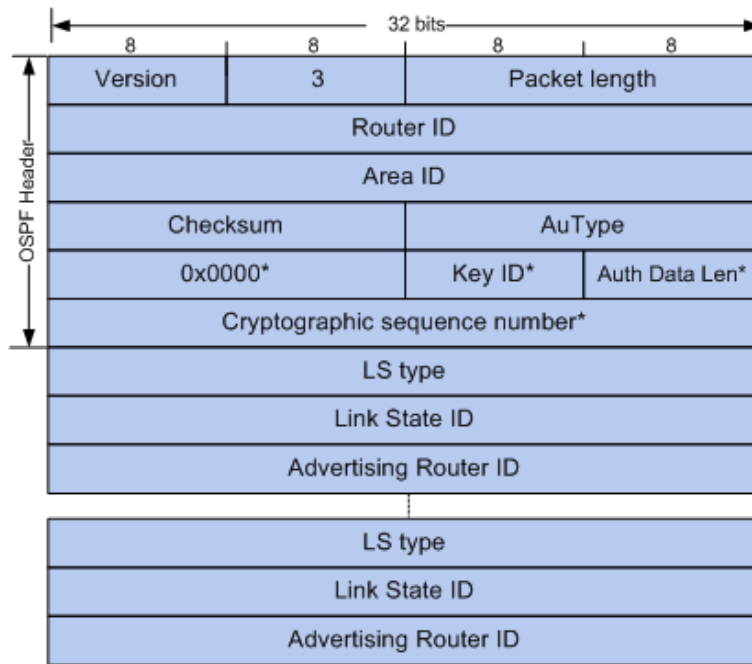 32 bits
8 8 8 8
Version 3 Packet length
Router ID
Area ID
Checksum AuType
0x0000* Key ID* Auth Data Len*
Cryptographic sequence number*
OSPF Header
LS type
Link State ID
Advertising Router ID
LS type
Link State ID
Advertising Router ID